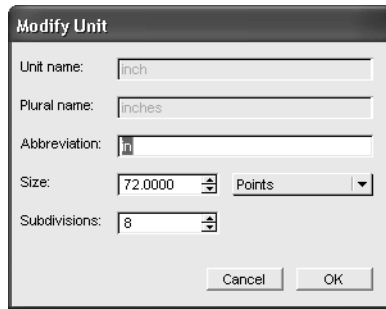 Modify Unit
Unit name: inch
Plural name: inches
Abbreviation: in
Size: 72.0000 Points
Subdivisions: 8
Cancel OK